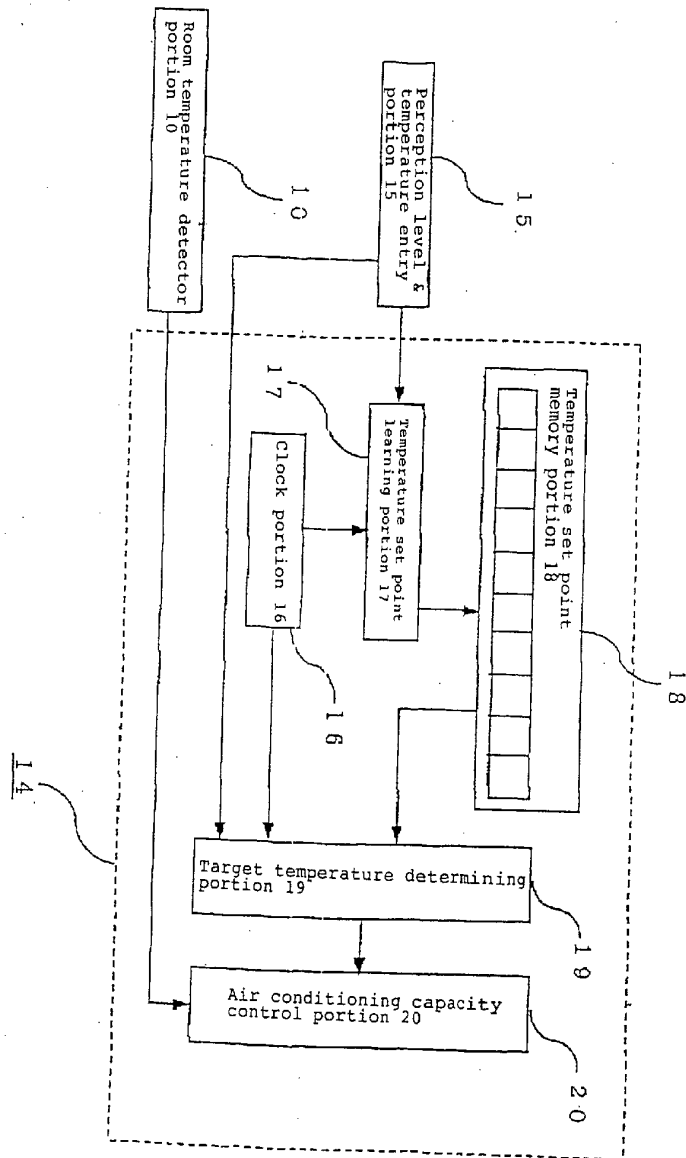 Room temperature detector
portion 10
10
Perception level &
temperature entry
portion 15
15
Temperature set point
learning portion 17
17
Clock portion 16
16
Temperature set point
memory portion 18
18
Target temperature determining
portion 19
19
Air conditioning capacity
control portion 20
20
14